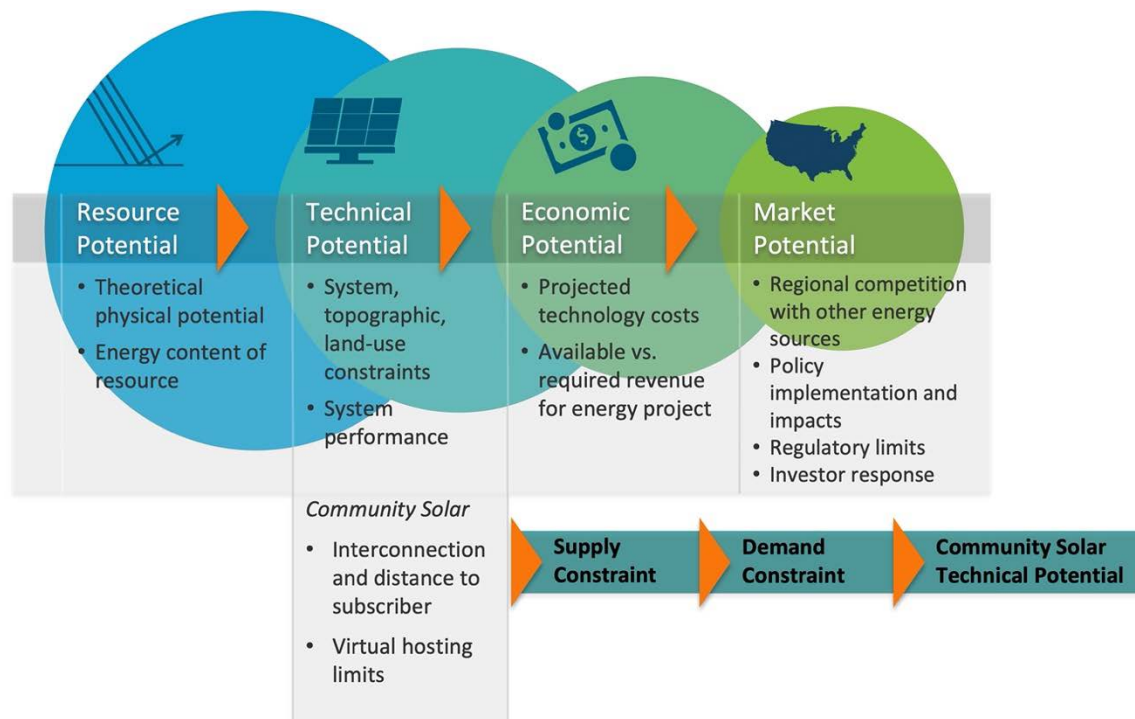 Resource
Potential
• Theoretical
physical potential
• Energy content of
resource
Technical
Potential
• System,
topographic,
land-use
constraints
• System
performance
Economic
Potential
• Projected
technology costs
• Available vs.
required revenue
for energy project
Market
Potential
• Regional competition
with other energy
sources
• Policy
implementation and
impacts
• Regulatory limits
• Investor response
Community Solar
• Interconnection
and distance to
subscriber
• Virtual hosting
limits
Supply
Constraint
Demand
Constraint
Community Solar
Technical Potential
$